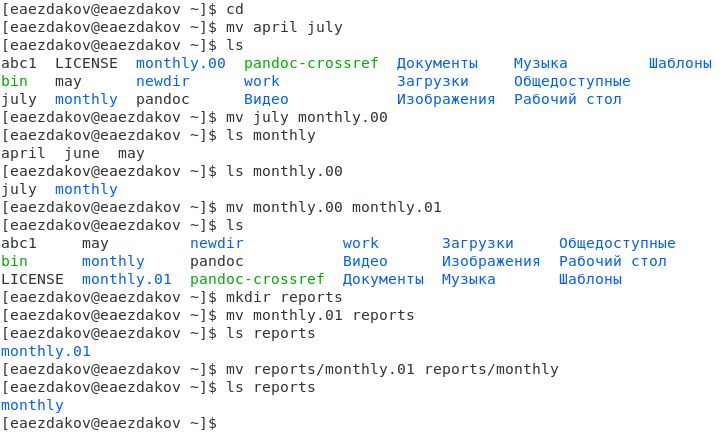 [eaezdakov@eaezdakov ~]$ cd
[eaezdakov@eaezdakov ~]$ mv april july
[eaezdakov@eaezdakov ~]$ ls
abc1  LICENSE  monthly.00  pandoc-crossref  Документы    Музыка         Шаблоны
bin   may      newdir      work             Загрузки     Общедоступные
july  monthly  pandoc      Видео            Изображения  Рабочий стол
[eaezdakov@eaezdakov ~]$ mv july monthly.00
[eaezdakov@eaezdakov ~]$ ls monthly
april  june  may
[eaezdakov@eaezdakov ~]$ ls monthly.00
july  monthly
[eaezdakov@eaezdakov ~]$ mv monthly.00 monthly.01
[eaezdakov@eaezdakov ~]$ ls
abc1     may         newdir           work       Загрузки     Общедоступные
bin      monthly     pandoc           Видео      Изображения  Рабочий стол
LICENSE  monthly.01  pandoc-crossref  Документы  Музыка       Шаблоны
[eaezdakov@eaezdakov ~]$ mkdir reports
[eaezdakov@eaezdakov ~]$ mv monthly.01 reports
[eaezdakov@eaezdakov ~]$ ls reports
monthly.01
[eaezdakov@eaezdakov ~]$ mv reports/monthly.01 reports/monthly
[eaezdakov@eaezdakov ~]$ ls reports
monthly
[eaezdakov@eaezdakov ~]$